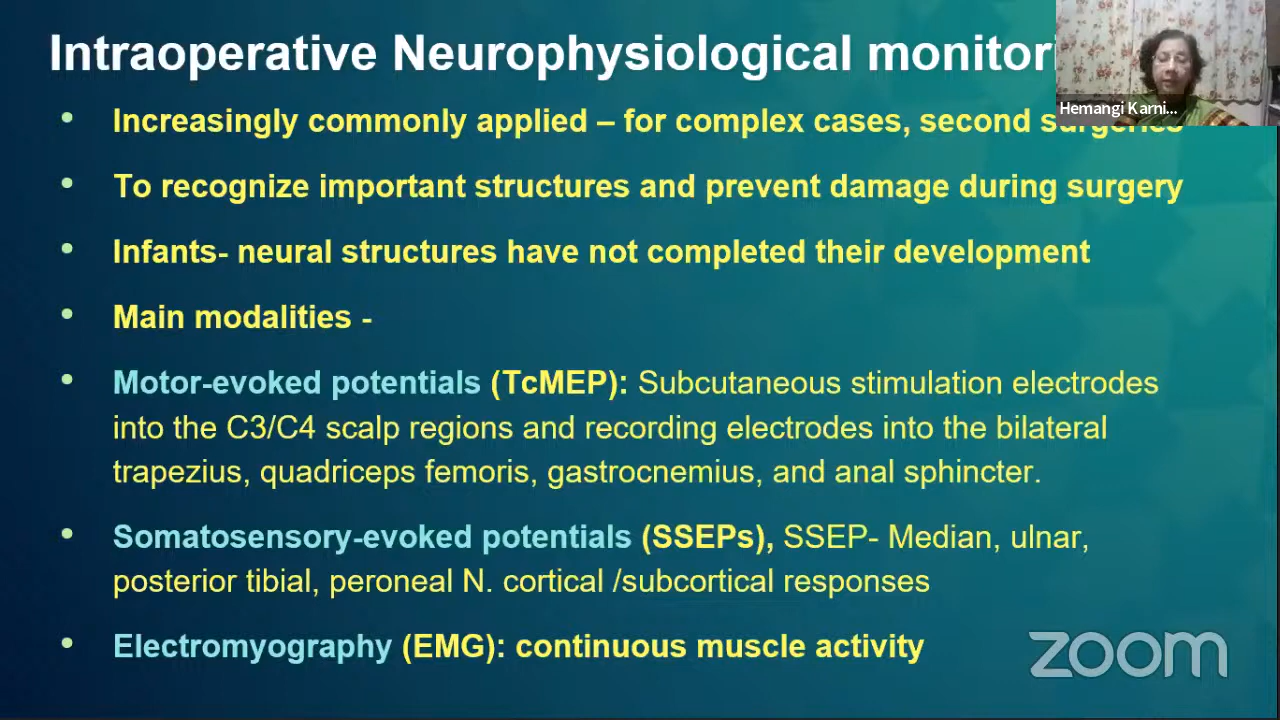 Intraoperative Neurophysiological monitori
Hemangi Karni...
• Increasingly commonly applied – for complex cases, second surgeries
• To recognize important structures and prevent damage during surgery
• Infants- neural structures have not completed their development
• Main modalities -
• Motor-evoked potentials (TcMEP): Subcutaneous stimulation electrodes
into the C3/C4 scalp regions and recording electrodes into the bilateral
trapezius, quadriceps femoris, gastrocnemius, and anal sphincter.
• Somatosensory-evoked potentials (SSEPs), SSEP- Median, ulnar,
posterior tibial, peroneal N. cortical /subcortical responses
• Electromyography (EMG): continuous muscle activity
zoom